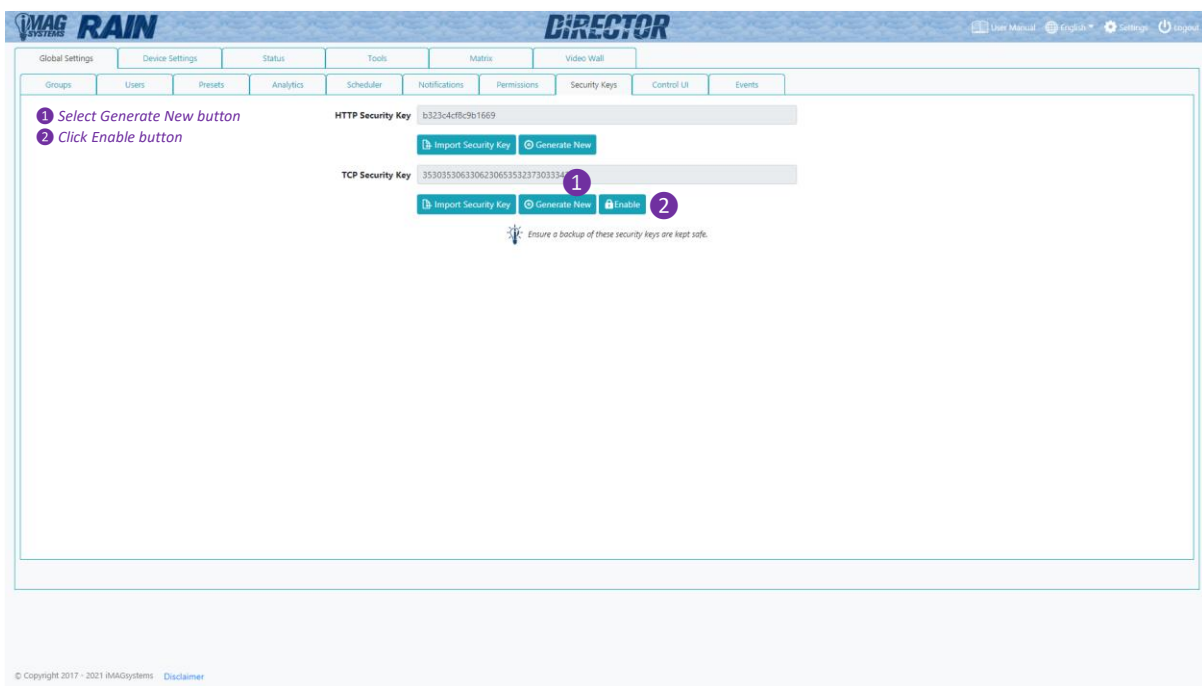 iMAG SYSTEMS RAIN DiRECTOR User Manual English Settings Logout
Global Settings Device Settings Status Tools Matrix Video Wall
Groups Users Presets Analytics Scheduler Notifications Permissions Security Keys Control UI Events
1 Select Generate New button
2 Click Enable button
HTTP Security Key b323c4cf8c9b1669
Import Security Key Generate New
TCP Security Key
1
Import Security Key Generate New Enable 2
Ensure a backup of these security keys are kept safe.
© Copyright 2017 - 2021 iMAGsystems Disclaimer